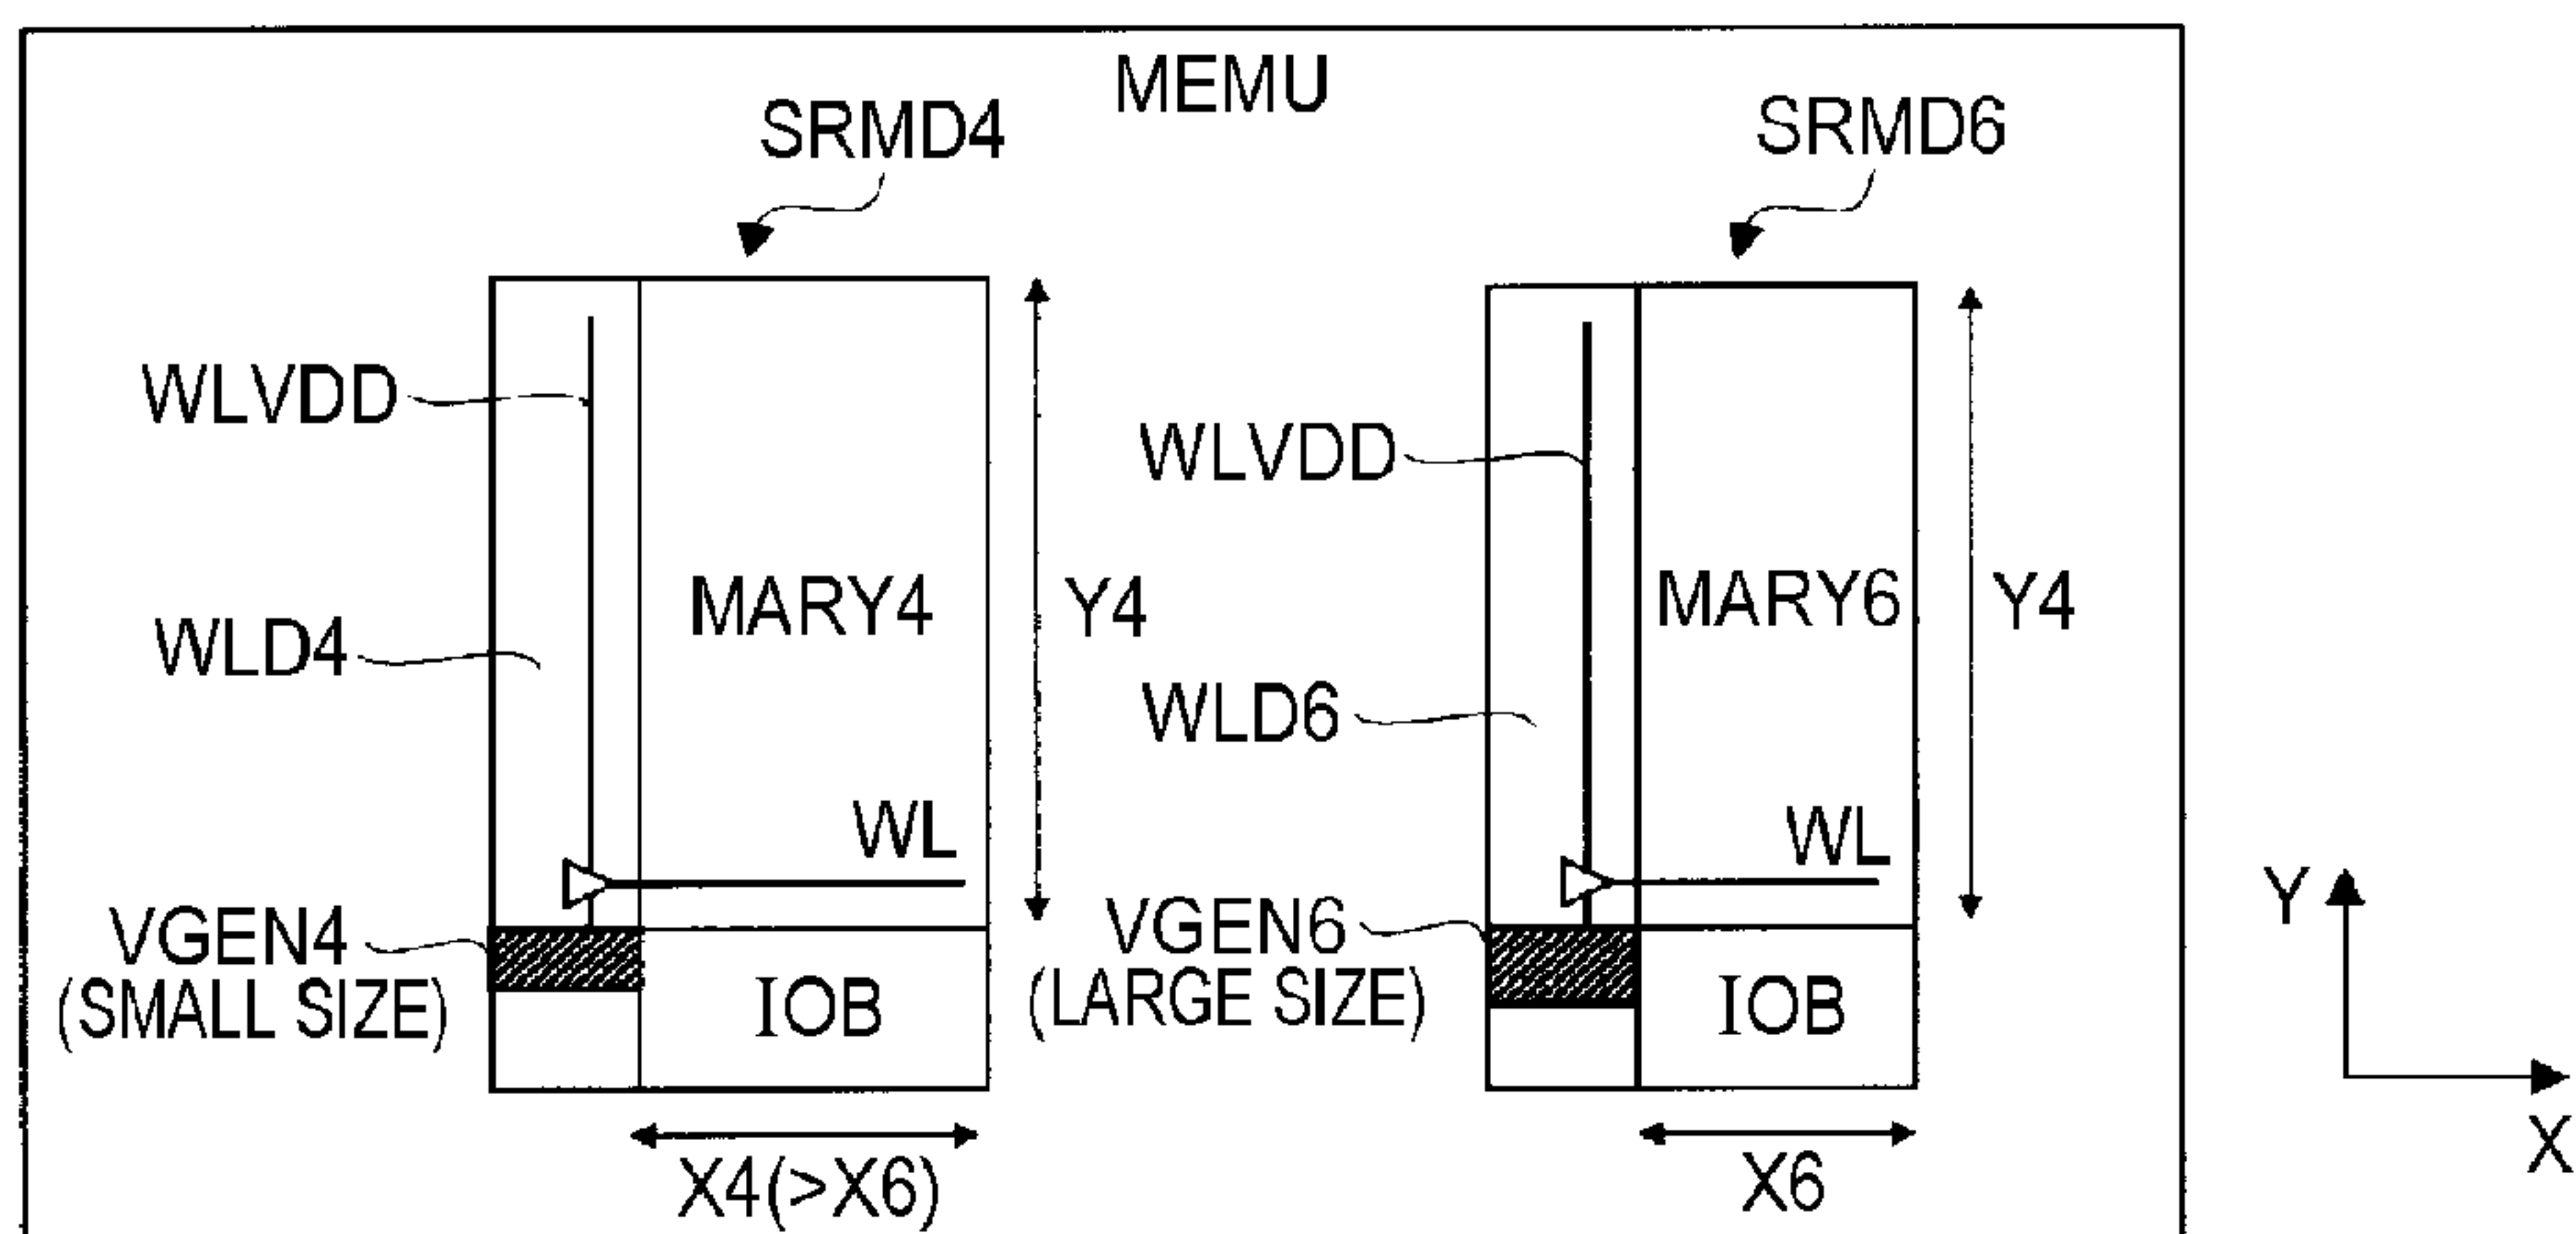 MEMU
SRMD4
SRMD6
WLVDD
WLVDD
MARY4
Y4
MARY6
Y4
WLD4
WLD6
WL
WL
VGEN4
(SMALL SIZE)
VGEN6
(LARGE SIZE)
IOB
IOB
X4(>X6)
X6
Y
X